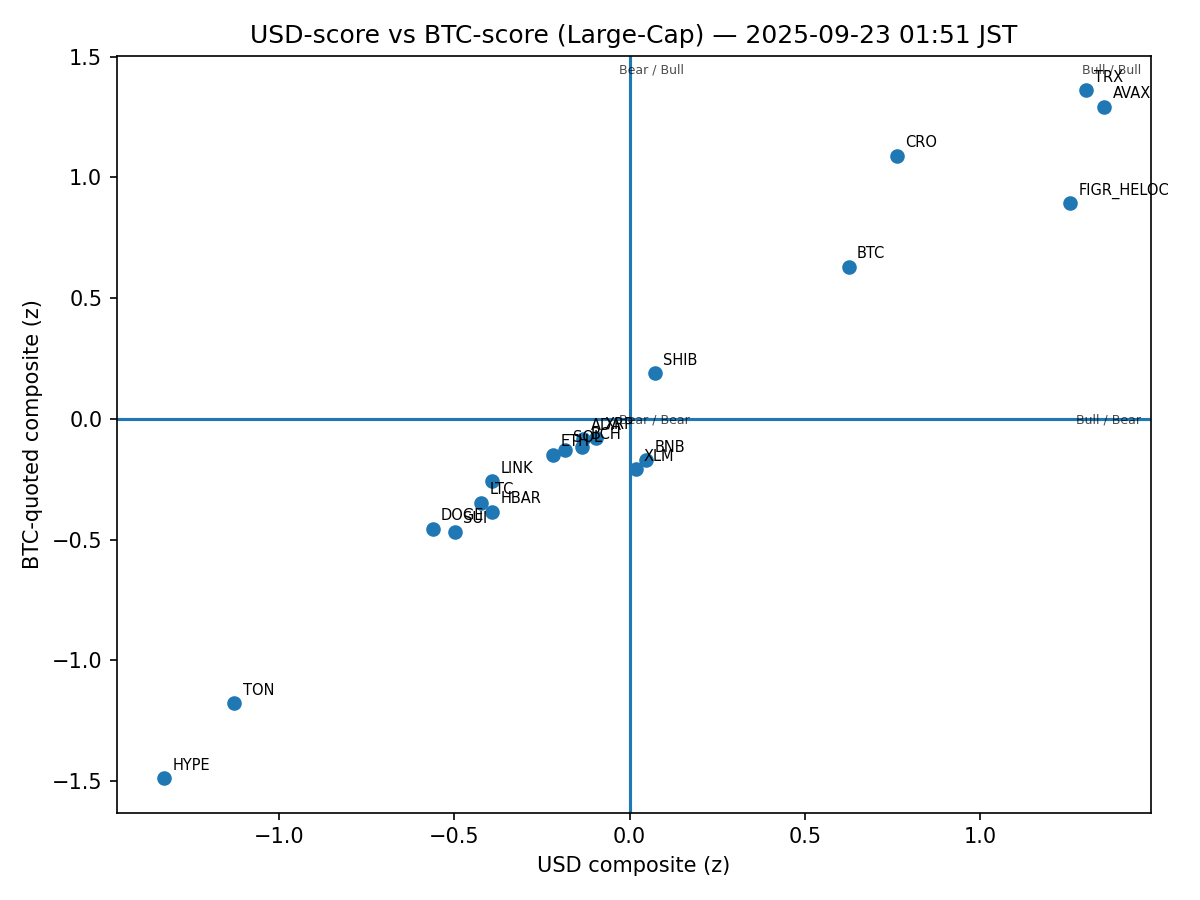 USD-score vs BTC-score (Large-Cap) — 2025-09-23 01:51 JST
Bear / Bull
Bull / Bull
TRX
AVAX
CRO
FIGR_HELOC
BTC
SHIB
Bear / Bear
Bull / Bear
ADA
XRP
SOL
BCH
ETH
BNB
XLM
LINK
LTC
HBAR
DOGE
SUI
TON
HYPE
1.5
1.0
0.5
0.0
−0.5
−1.0
−1.5
BTC-quoted composite (z)
−1.0
−0.5
0.0
0.5
1.0
USD composite (z)